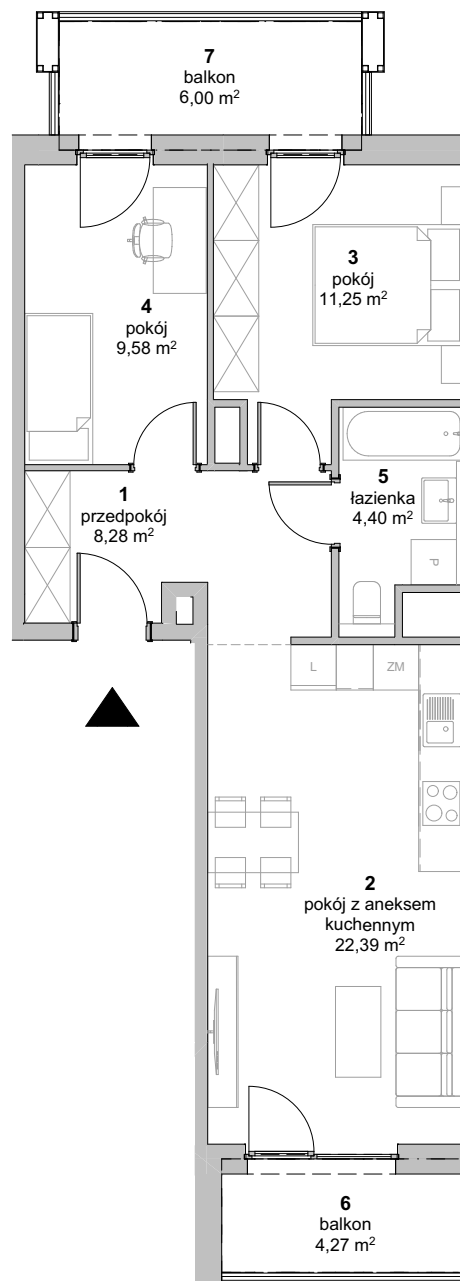 7
balkon
6,00 m²
3
pokój
11,25 m²
4
pokój
9,58 m²
5
łazienka
4,40 m²
P
1
przedpokój
8,28 m²
L
ZM
2
pokój z aneksem
kuchennym
22,39 m²
6
balkon
4,27 m²